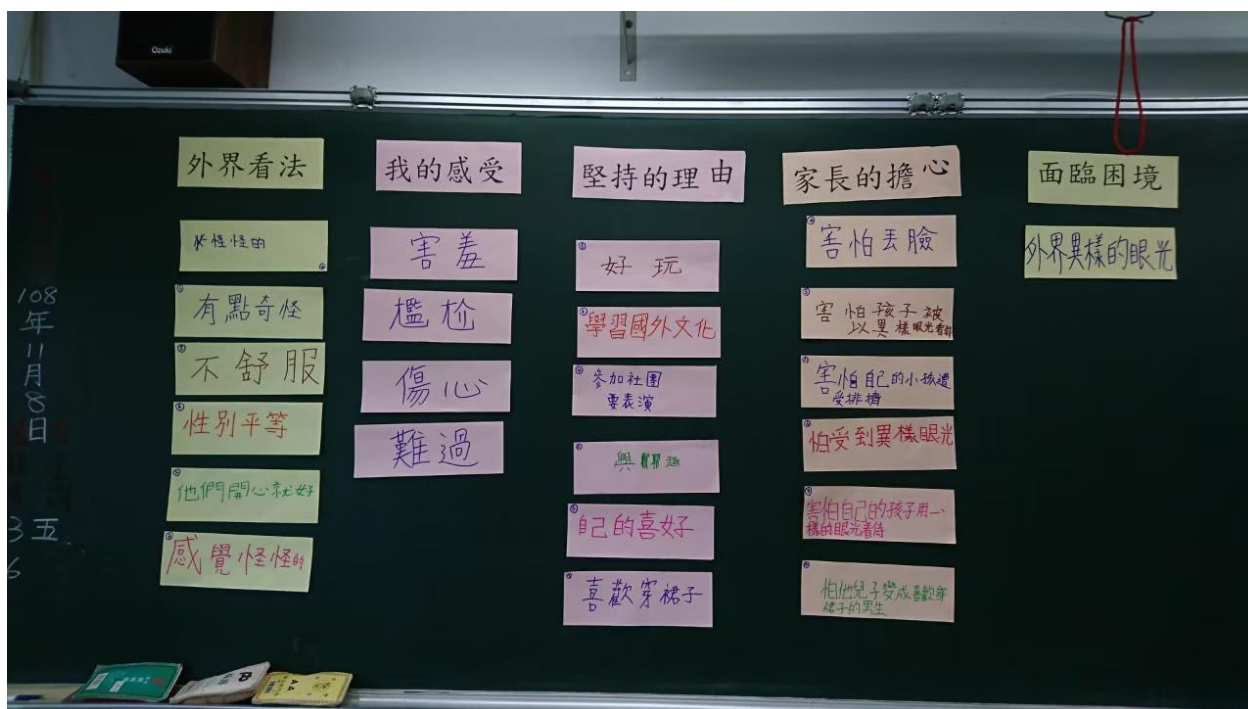 Ozuki
108
年
11
月
8
日
五
3
6
外界看法
怪怪的
有點奇怪
不舒服
性別平等
他們開心就好
感覺怪怪的
我的感受
害羞
尷尬
傷心
難過
堅持的理由
好玩
學習國外文化
參加社團
要表演
興趣
自己的喜好
喜歡穿裙子
家長的擔心
害怕丟臉
害怕孩子被
以異樣眼光看待
害怕自己的小孩遭
受排擠
怕受到異樣眼光
害怕自己的孩子用不一
樣的眼光看待
怕他兒子變成喜歡穿
裙子的男生
面臨困境
外界異樣的眼光
AA